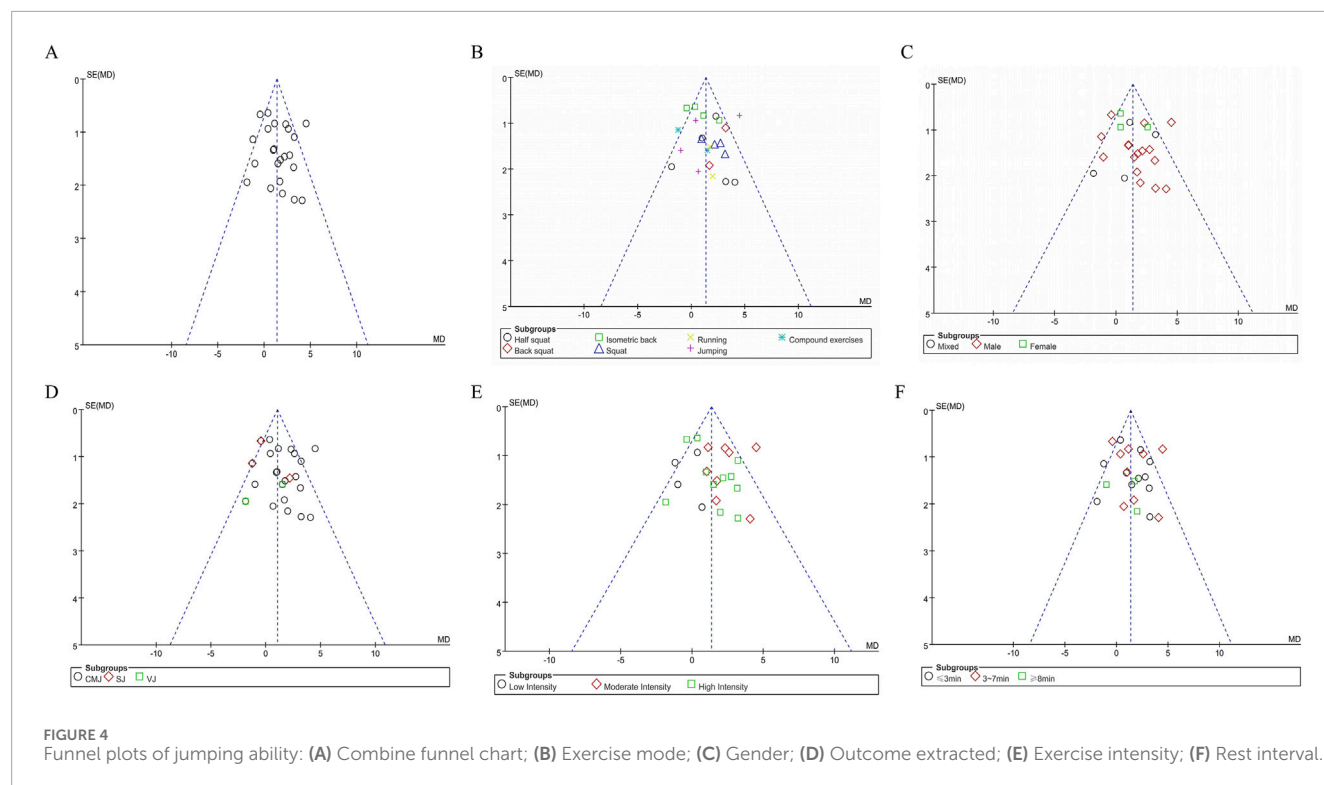 A
SE(MD)
0
1
2
3
4
5
-10 -5 0 5 10
MD
B
SE(MD)
0
1
2
3
4
5
-10 -5 0 5 10
MD
Subgroups
Half squat Isometric back Running Compound exercises
Back squat Squat Jumping
C
SE(MD)
0
1
2
3
4
5
-10 -5 0 5 10
MD
Subgroups
Mixed Male Female
D
SE(MD)
0
1
2
3
4
5
-10 -5 0 5 10
MD
Subgroups
CMJ SJ VJ
E
SE(MD)
0
1
2
3
4
5
-10 -5 0 5 10
MD
Subgroups
Low Intensity Moderate Intensity High Intensity
F
SE(MD)
0
1
2
3
4
5
-10 -5 0 5 10
MD
Subgroups
⩽3min 3~7min ⩾8min
FIGURE 4
Funnel plots of jumping ability: (A) Combine funnel chart; (B) Exercise mode; (C) Gender; (D) Outcome extracted; (E) Exercise intensity; (F) Rest interval.